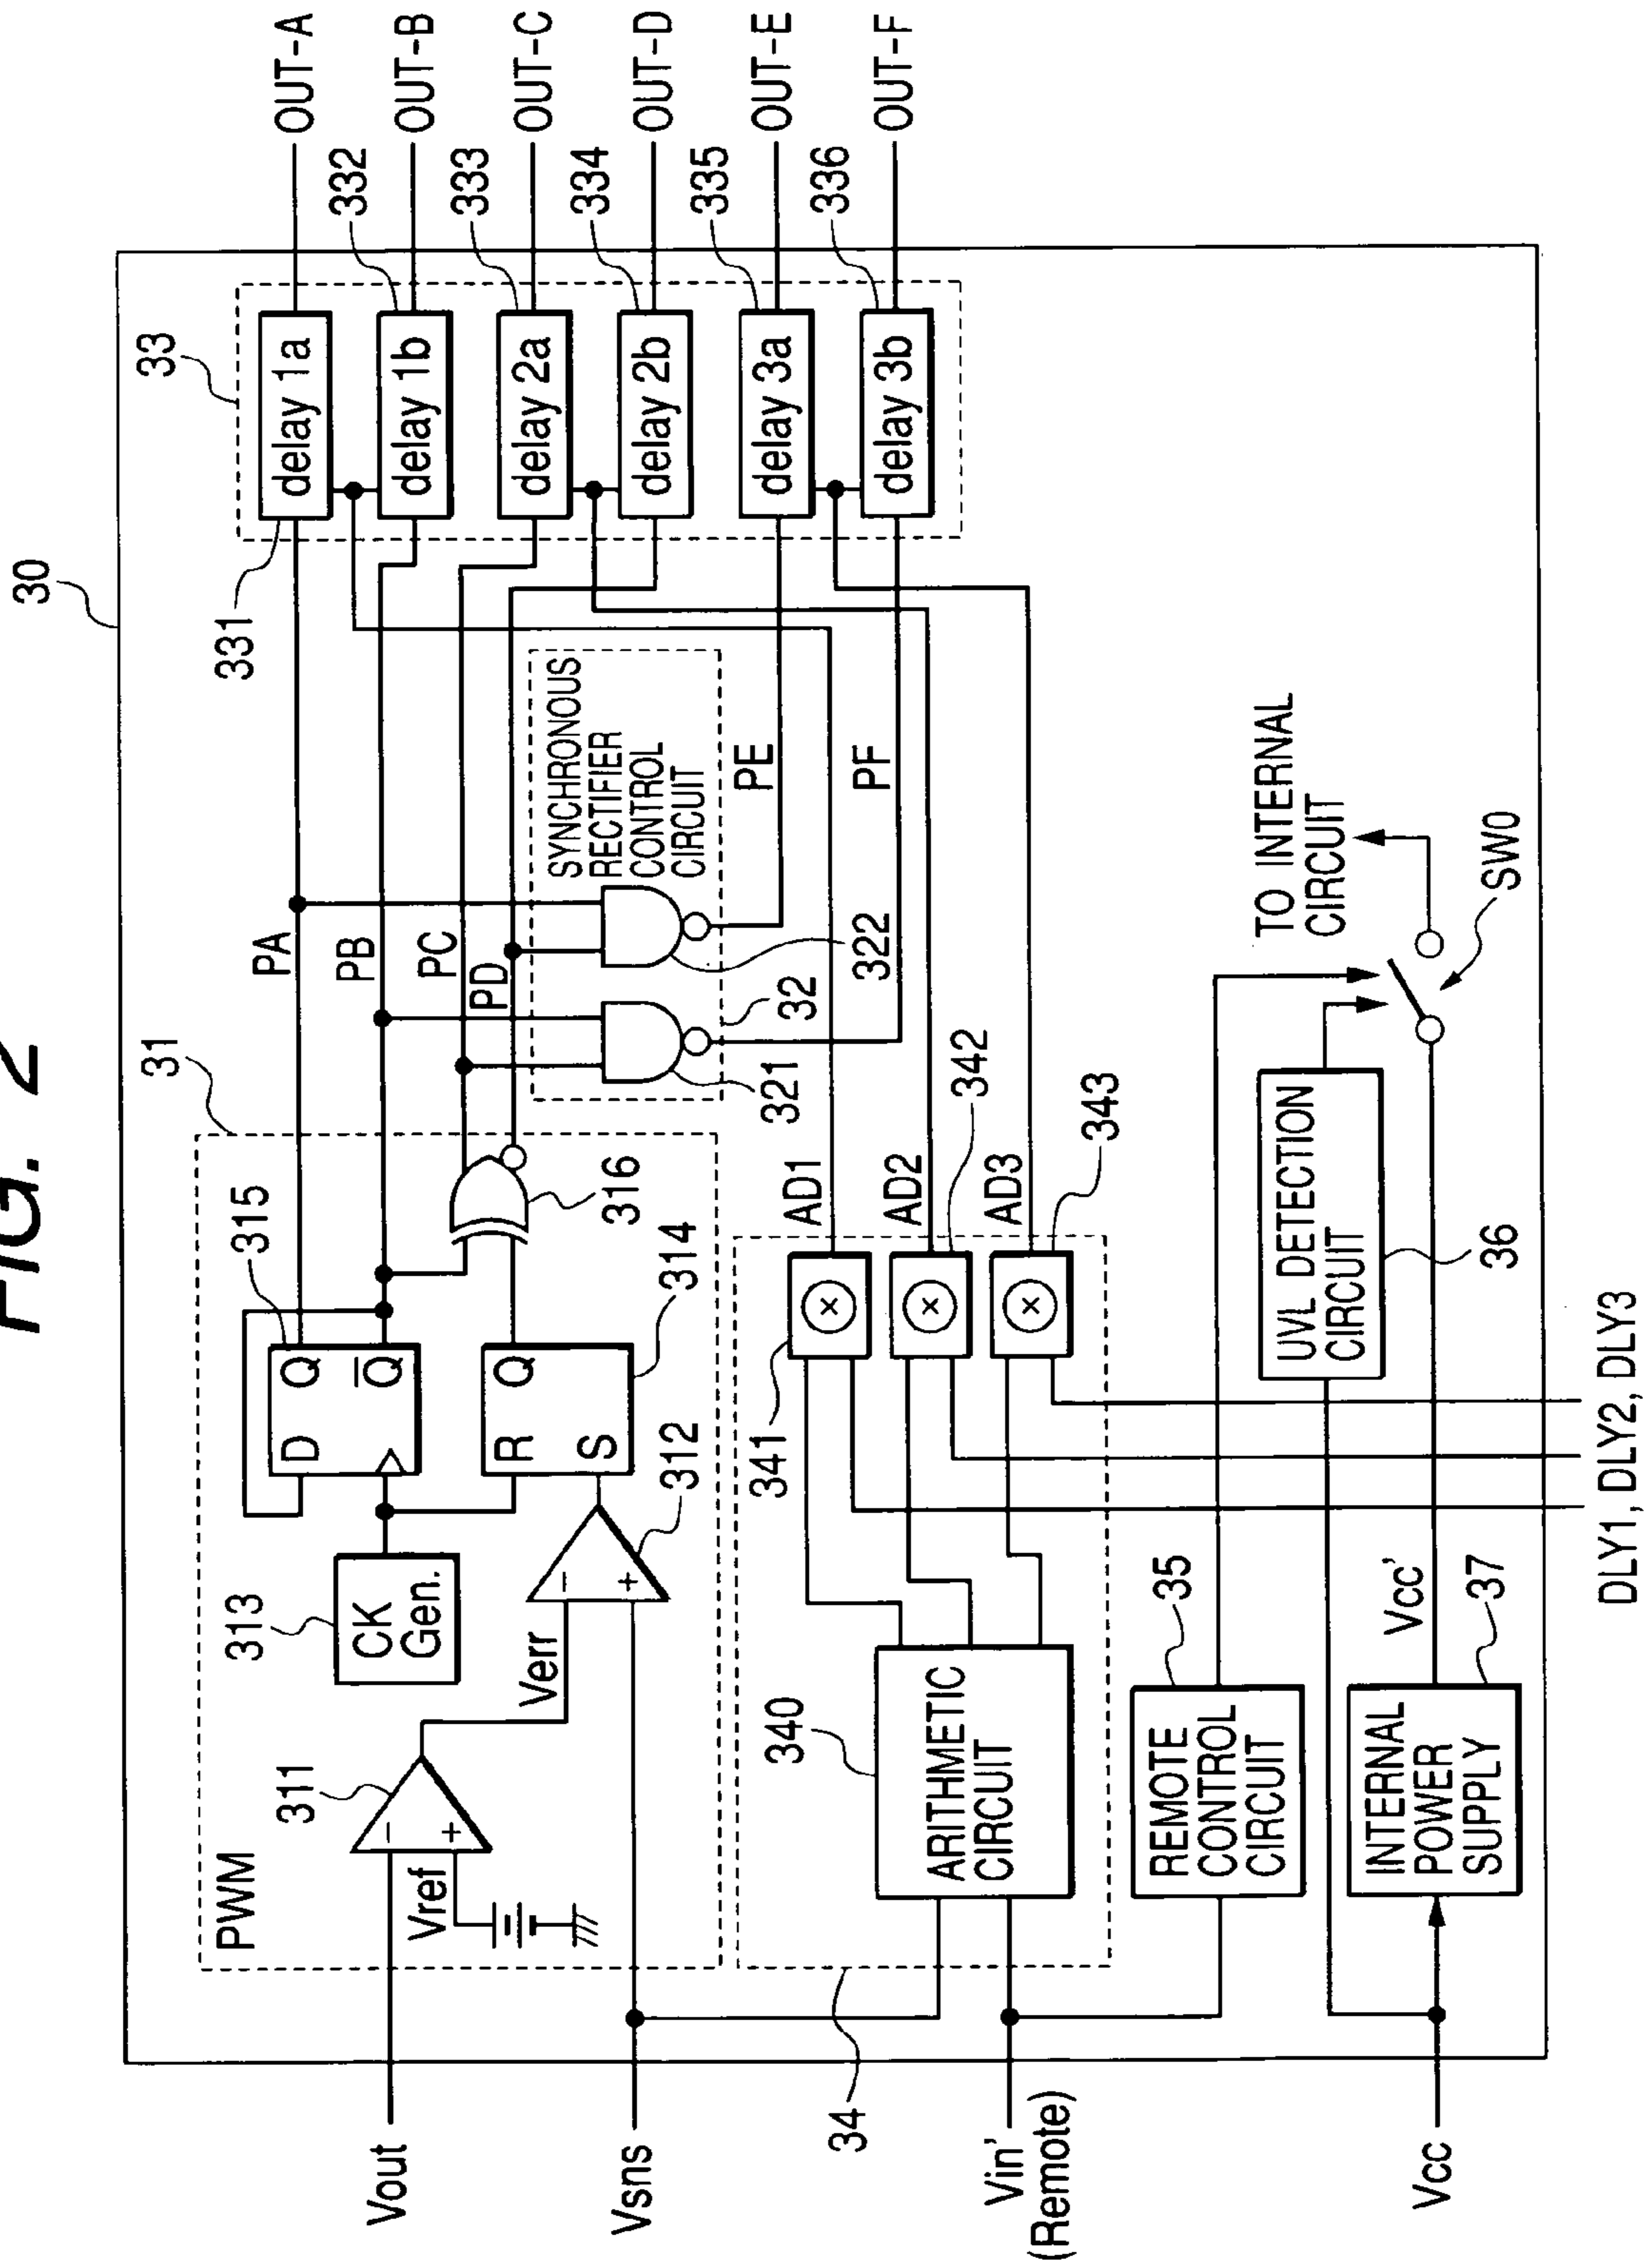 FIG. 2
30
31
PWM
311
Vref
Verr
313
CK
Gen.
312
315
D
Q
Q̅
R
Q
S
314
316
PA
PB
PC
PD
SYNCHRONOUS
RECTIFIER
CONTROL
CIRCUIT
32
321
322
PE
PF
33
331
delay 1a
delay 1b
delay 2a
delay 2b
delay 3a
delay 3b
332
333
334
335
336
OUT-A
OUT-B
OUT-C
OUT-D
OUT-E
OUT-F
Vout
Vsns
Vin'
(Remote)
Vcc
34
340
ARITHMETIC
CIRCUIT
341
342
343
×
×
×
AD1
AD2
AD3
REMOTE
CONTROL
CIRCUIT
35
INTERNAL
POWER
SUPPLY
37
Vcc'
UVL DETECTION
CIRCUIT
36
TO INTERNAL
CIRCUIT
SW0
DLY1, DLY2, DLY3
− + − +